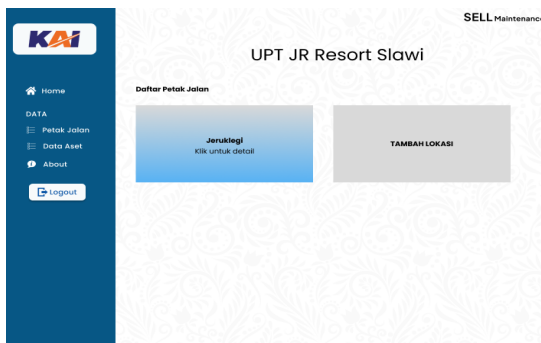 SELL Maintenance
KAI
UPT JR Resort Slawi
Home
Daftar Petak Jalan
DATA
Petak Jalan
Data Aset
About
Logout
Jeruklegi
Klik untuk detail
TAMBAH LOKASI